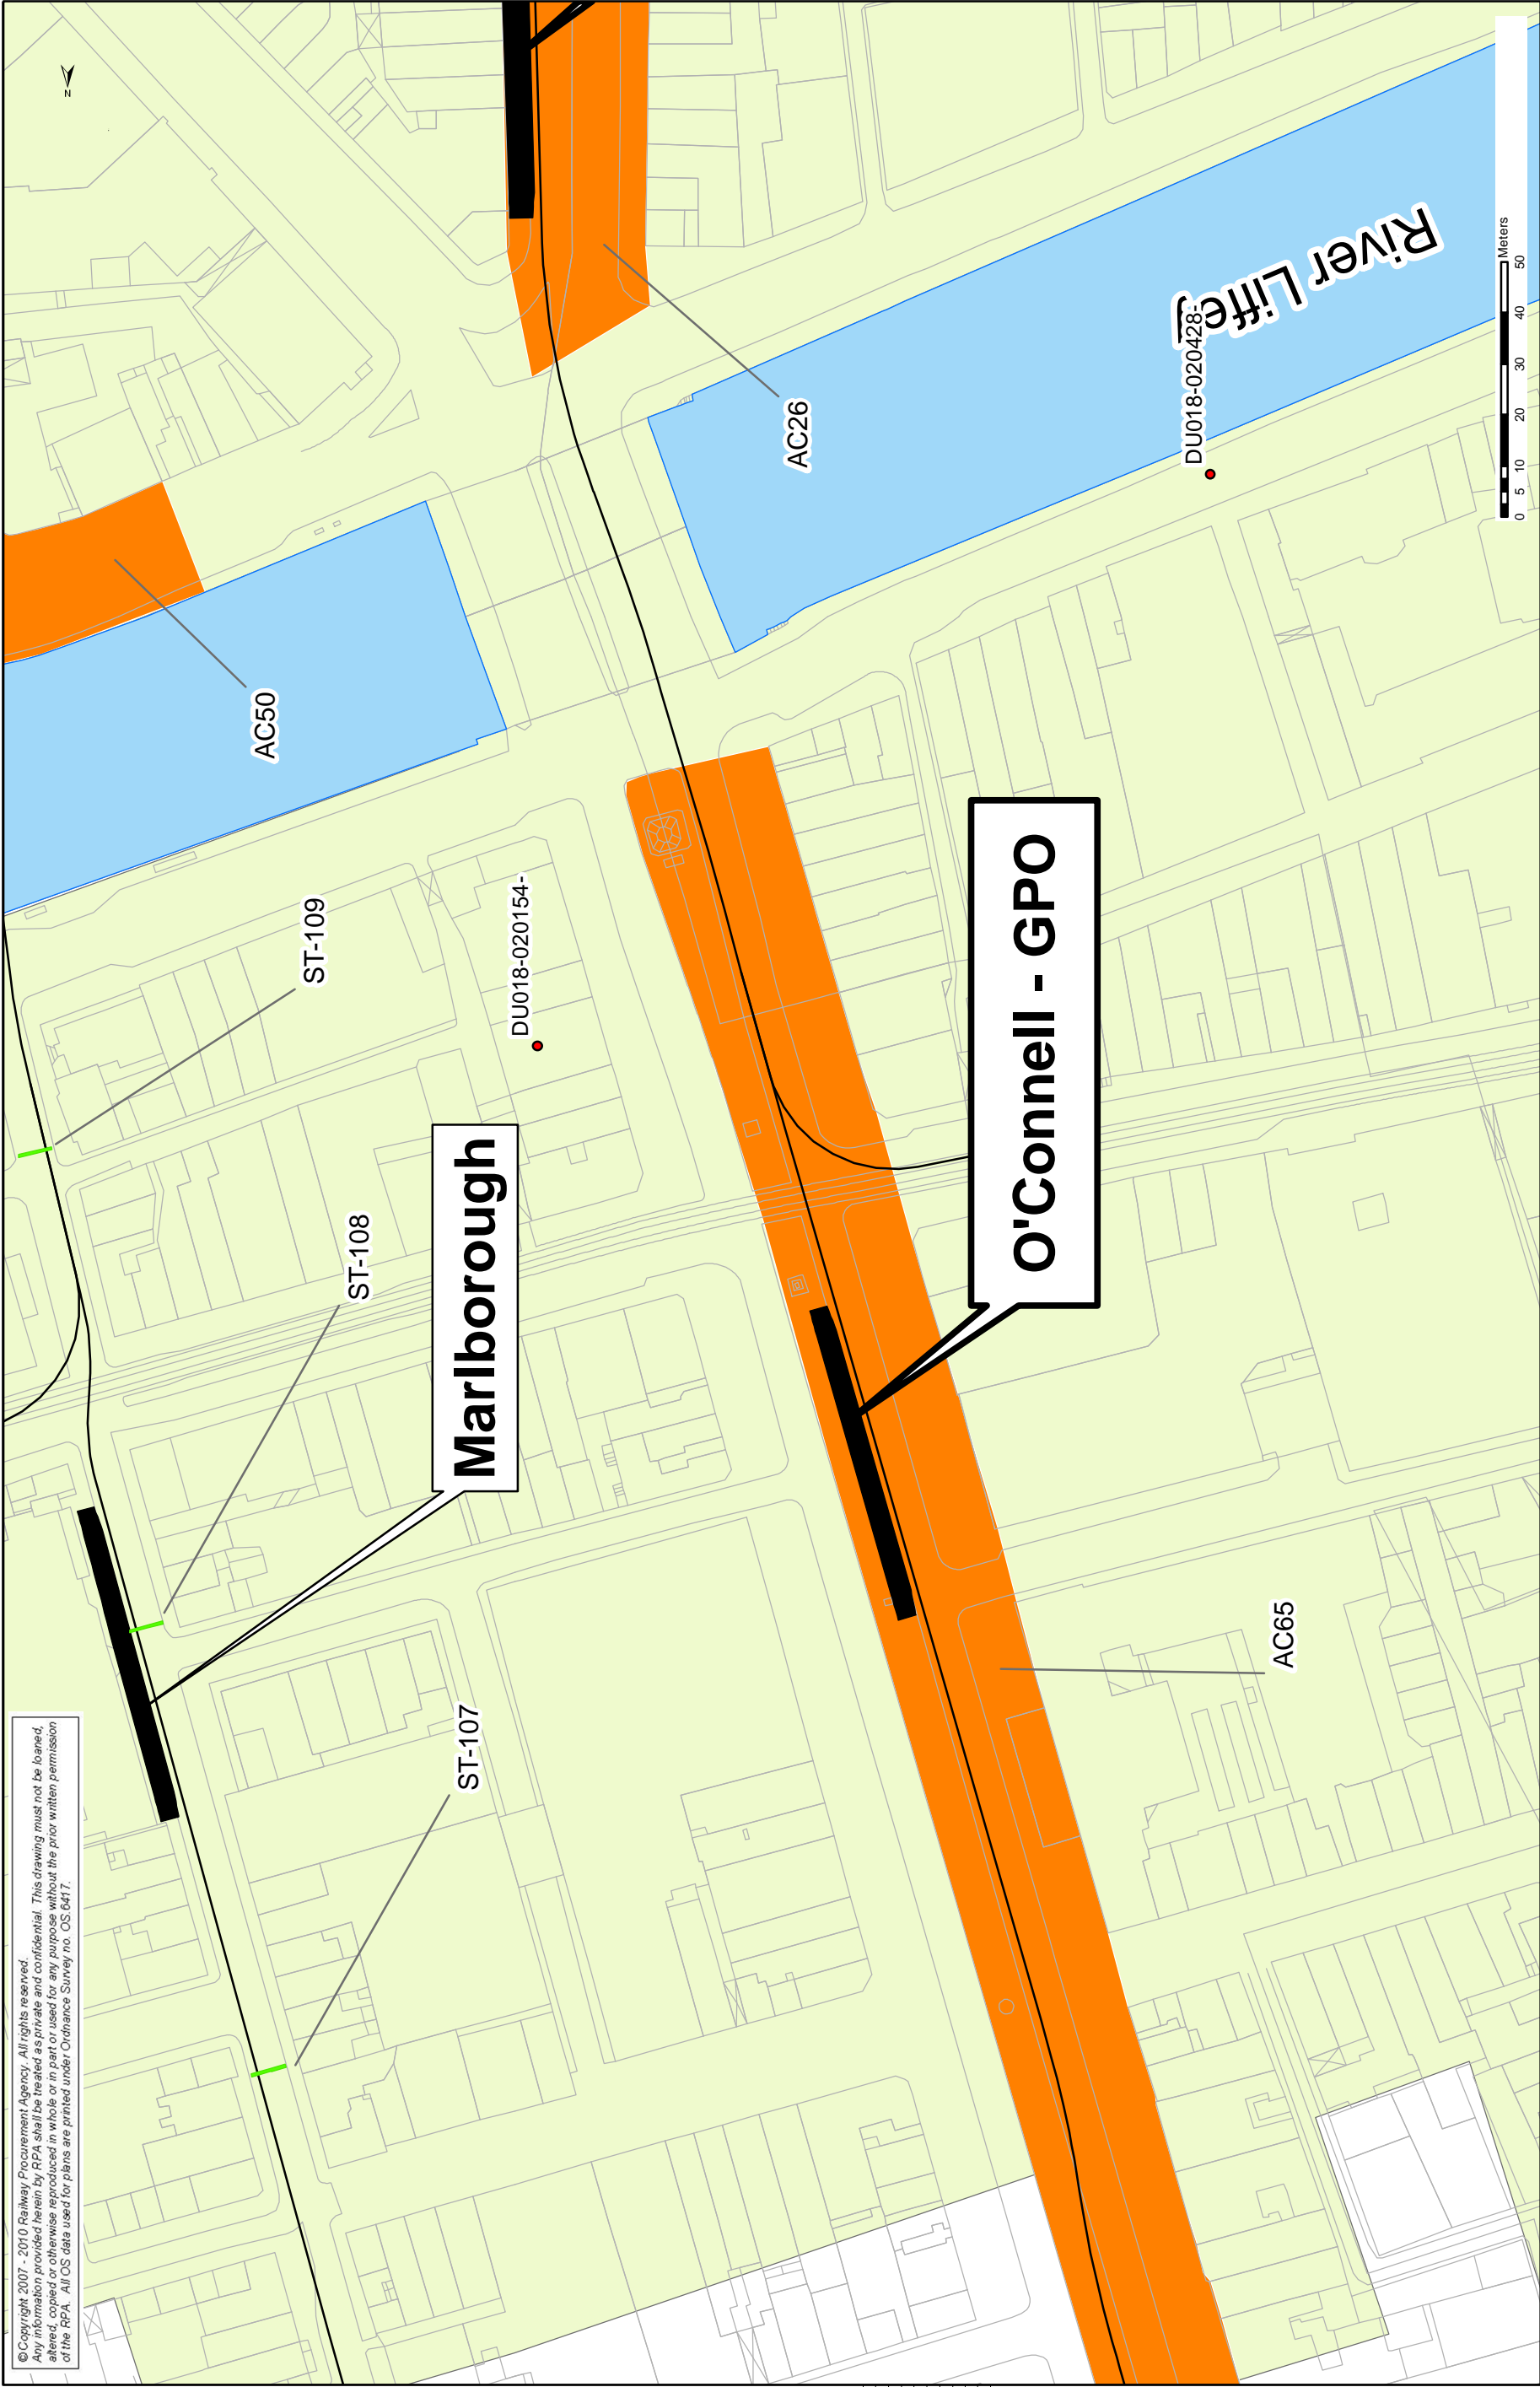 © Copyright 2007 - 2010 Railway Procurement Agency. All rights reserved.
Any information provided herein by RPA shall be treated as private and confidential. This drawing must not be loaned,
altered, copied or otherwise reproduced in whole or in part or used for any purpose without the prior written permission
of the RPA. All OS data used for plans are printed under Ordnance Survey no. OS 6417.
N
ST-107
ST-108
ST-109
Marlborough
AC50
DU018-020154-
AC26
O'Connell - GPO
AC65
DU018-020428-
River Liffey
Meters
0 5 10 20 30 40 50